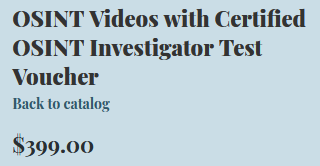 OSINT Videos with Certified
OSINT Investigator Test
Voucher
Back to catalog
$399.00